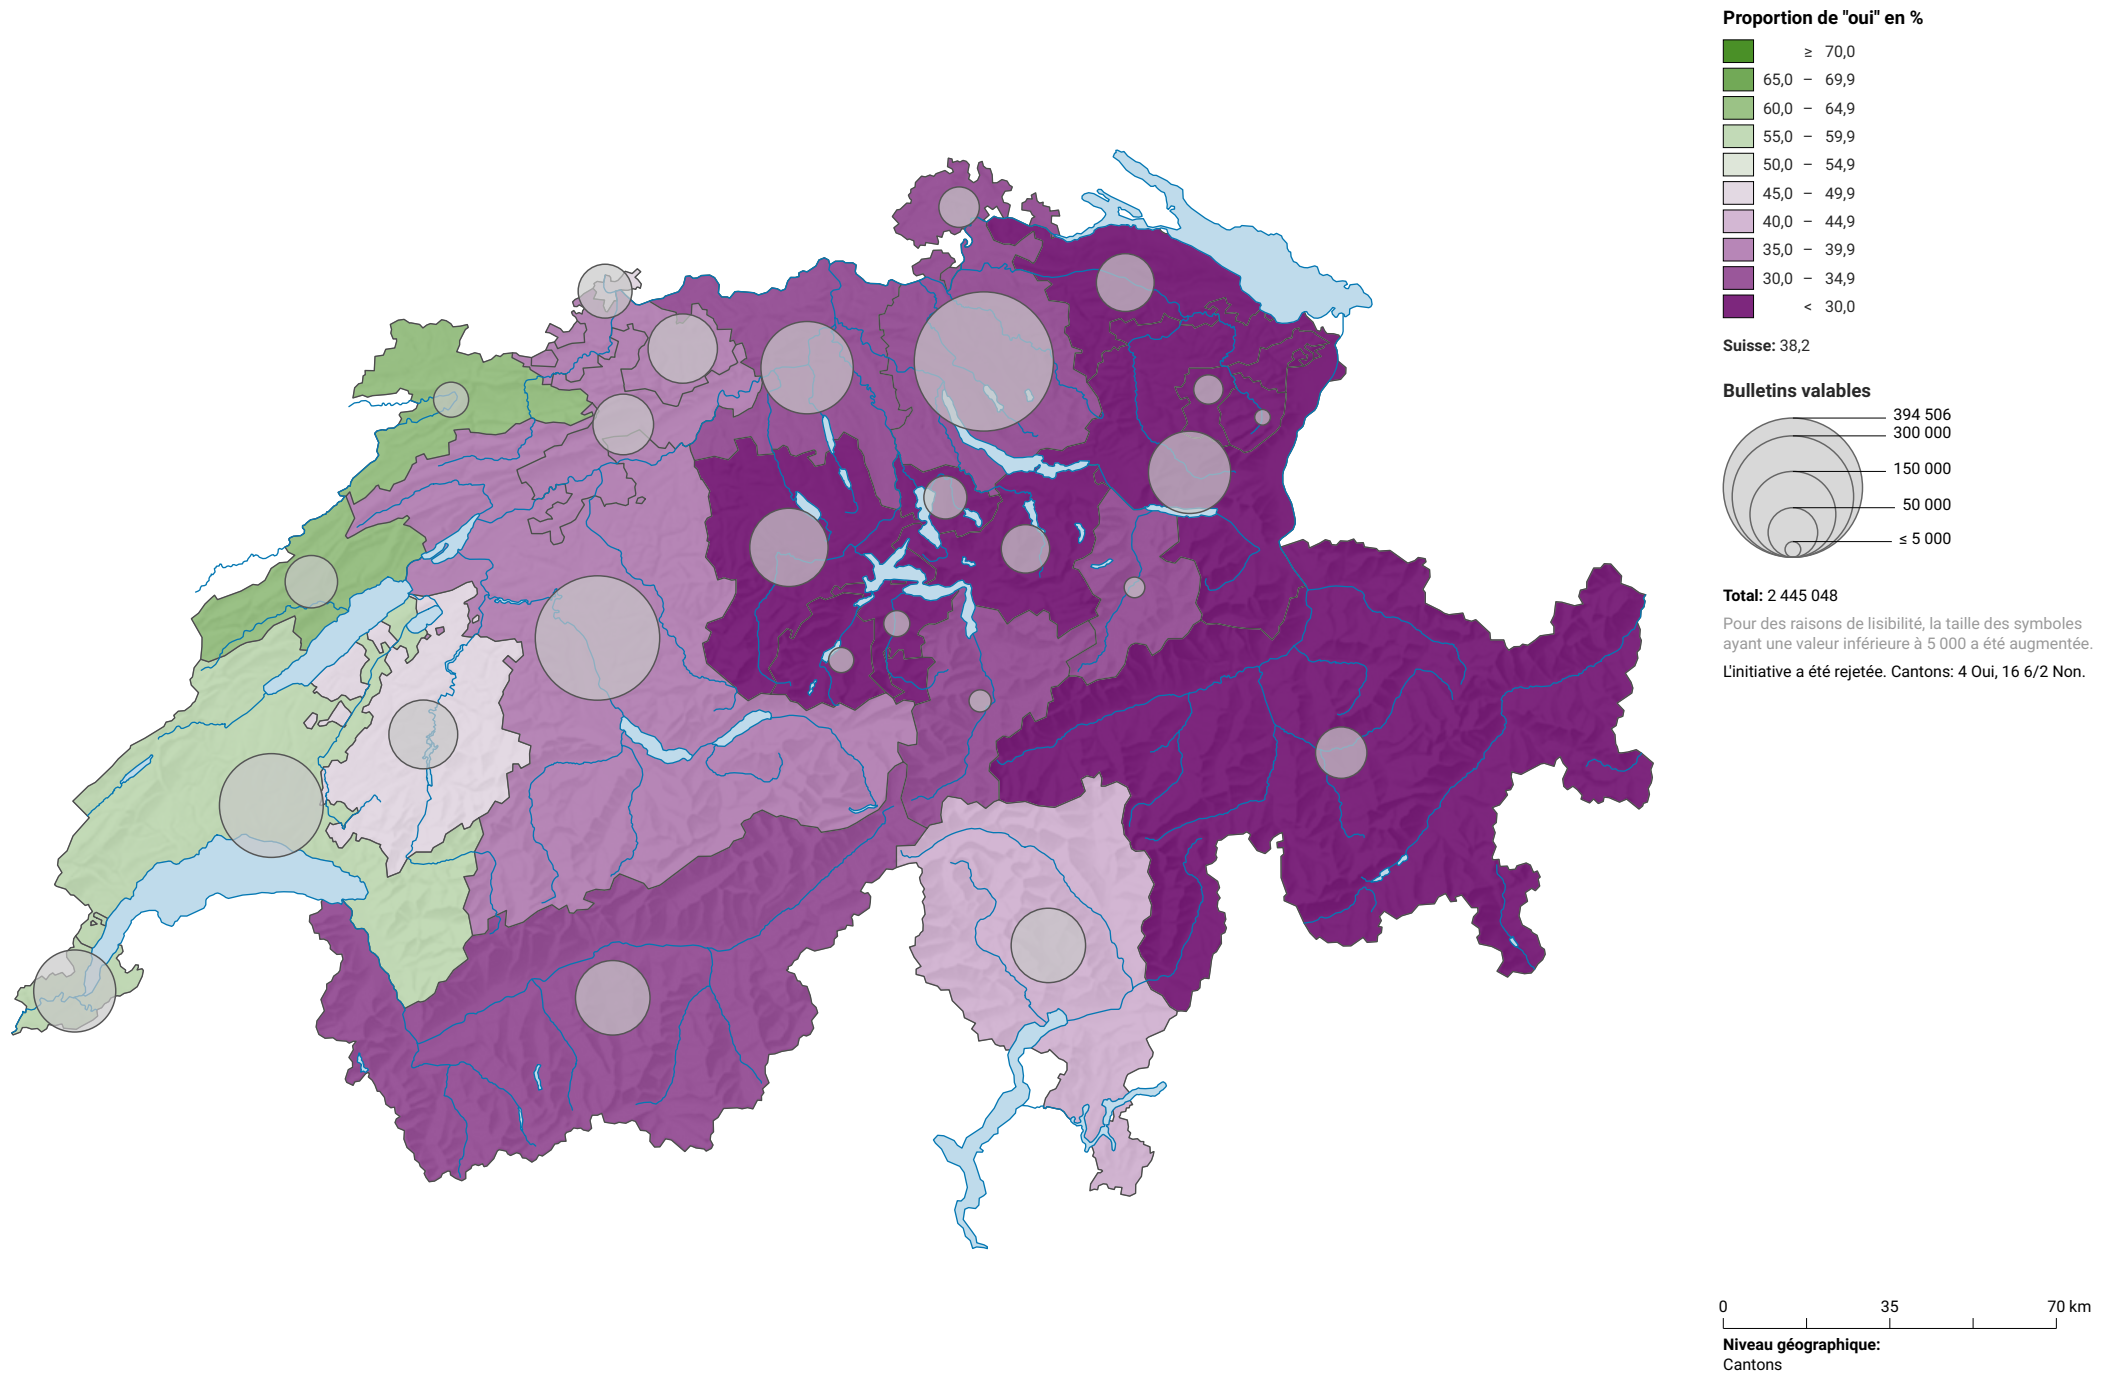 Proportion de "oui" en %
≥ 70,0
65,0 – 69,9
60,0 – 64,9
55,0 – 59,9
50,0 – 54,9
45,0 – 49,9
40,0 – 44,9
35,0 – 39,9
30,0 – 34,9
< 30,0
Suisse: 38,2
Bulletins valables
394 506
300 000
150 000
50 000
≤ 5 000
Total: 2 445 048
Pour des raisons de lisibilité, la taille des symboles
ayant une valeur inférieure à 5 000 a été augmentée.
L'initiative a été rejetée. Cantons: 4 Oui, 16 6/2 Non.
0 35 70 km
Niveau géographique:
Cantons